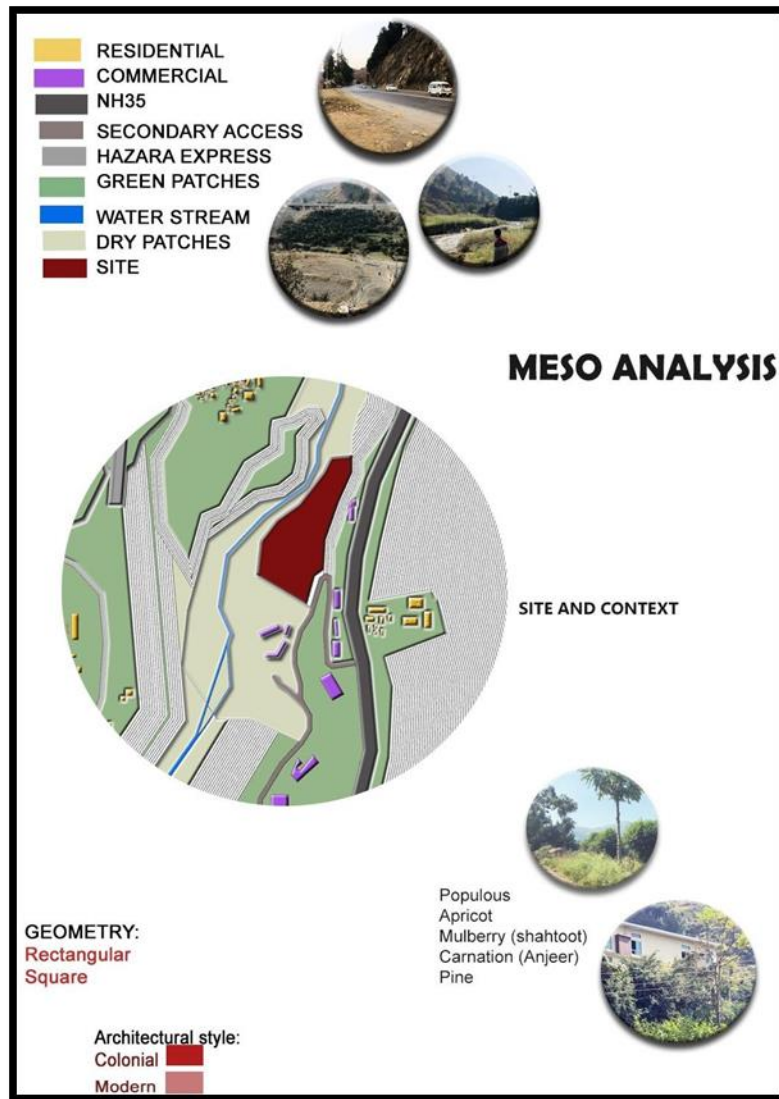 RESIDENTIAL
COMMERCIAL
NH35
SECONDARY ACCESS
HAZARA EXPRESS
GREEN PATCHES
WATER STREAM
DRY PATCHES
SITE
MESO ANALYSIS
SITE AND CONTEXT
Populous
Apricot
Mulberry (shahtoot)
Carnation (Anjeer)
Pine
GEOMETRY:
Rectangular
Square
Architectural style:
Colonial
Modern